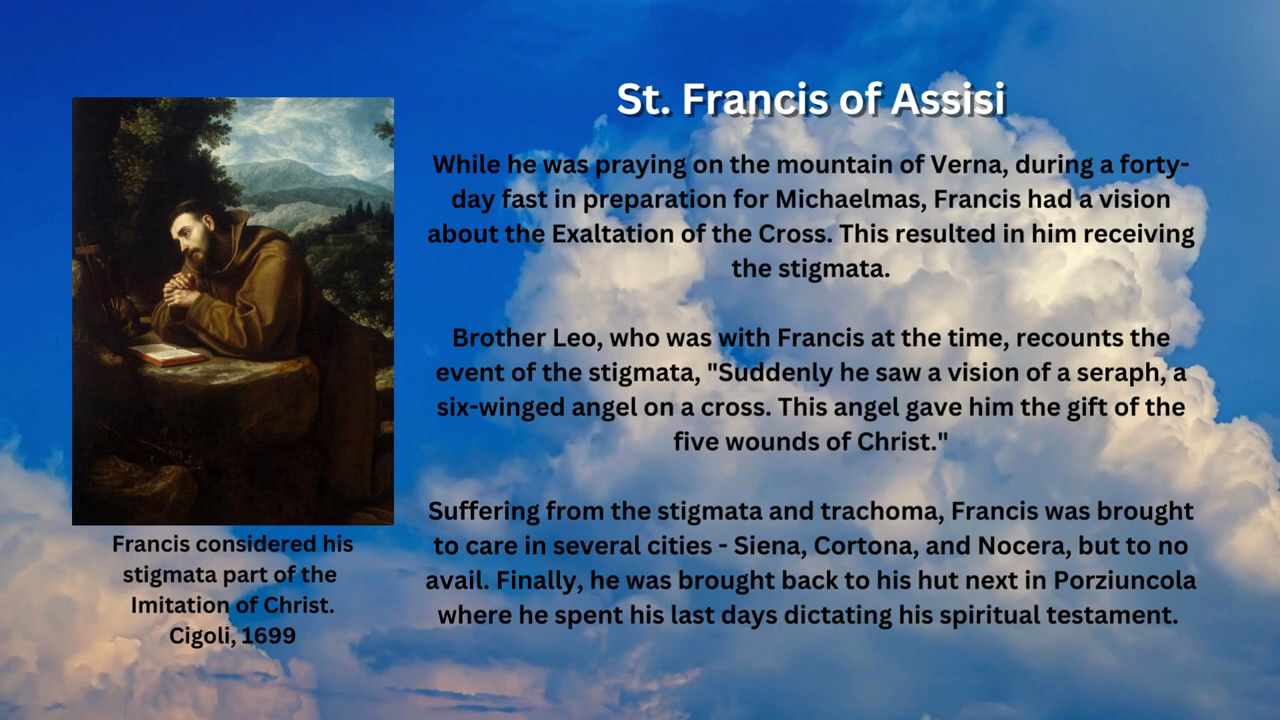 St. Francis of Assisi
While he was praying on the mountain of Verna, during a forty-
day fast in preparation for Michaelmas, Francis had a vision
about the Exaltation of the Cross. This resulted in him receiving
the stigmata.
Brother Leo, who was with Francis at the time, recounts the
event of the stigmata, "Suddenly he saw a vision of a seraph, a
six-winged angel on a cross. This angel gave him the gift of the
five wounds of Christ."
Suffering from the stigmata and trachoma, Francis was brought
to care in several cities - Siena, Cortona, and Nocera, but to no
avail. Finally, he was brought back to his hut next in Porziuncola
where he spent his last days dictating his spiritual testament.
Francis considered his
stigmata part of the
Imitation of Christ.
Cigoli, 1699